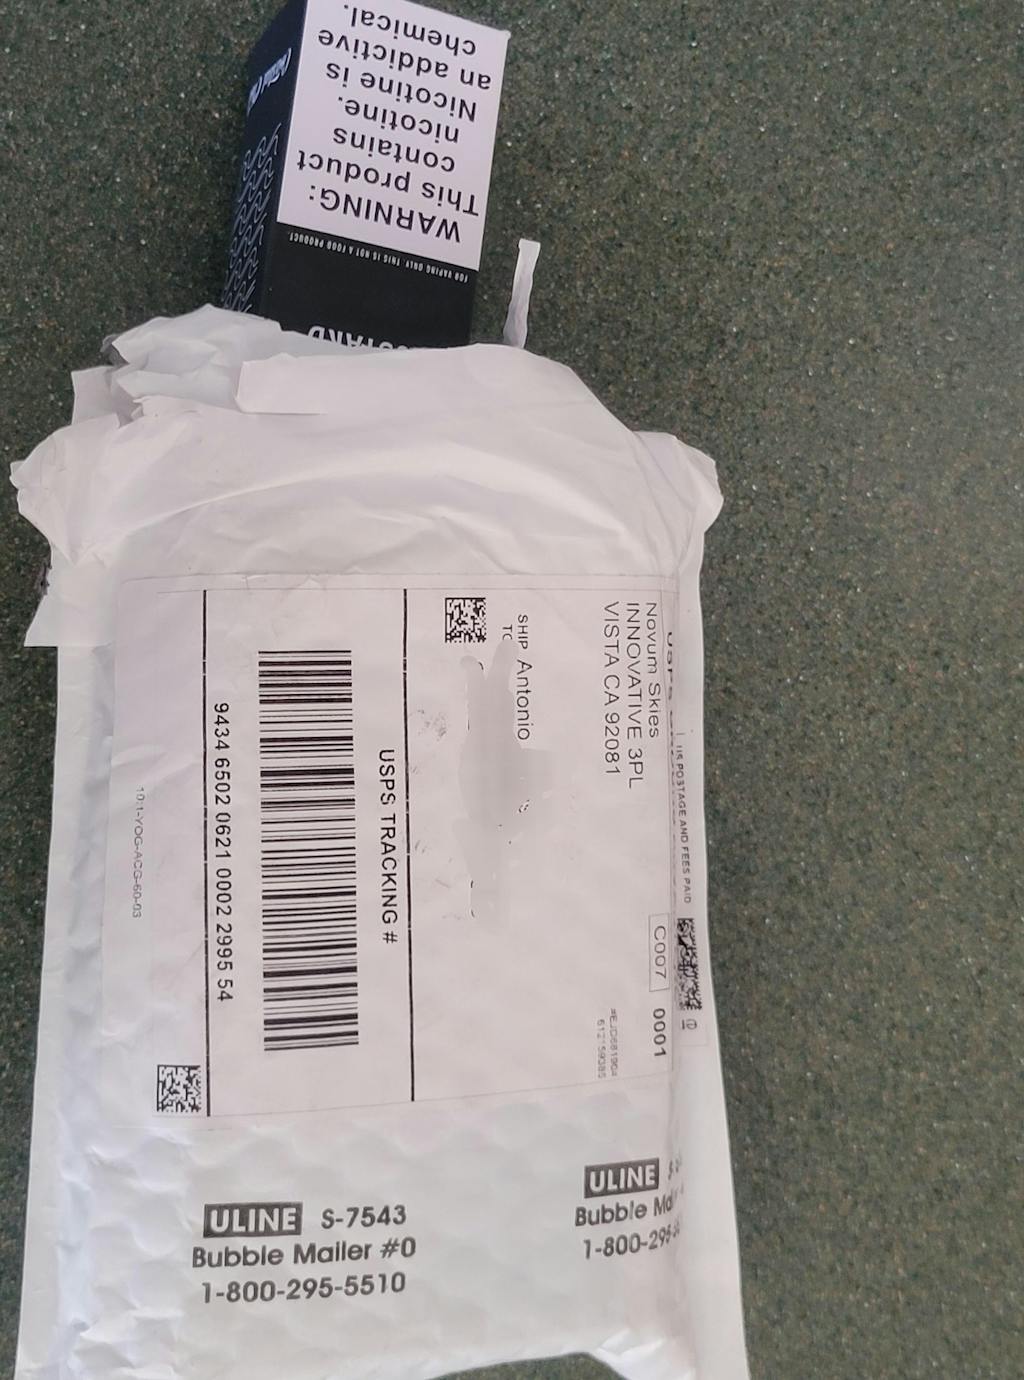 WARNING:
This product
contains
nicotine.
Nicotine is
an addictive
chemical.
FOR VAPING ONLY. THIS IS NOT A FOOD PRODUCT.
US POSTAGE AND FEES PAID
Novum Skies
INNOVATIVE 3PL
VISTA CA 92081
C007
0001
SHIP
TO
Antonio
USPS TRACKING #
9434 6502 0621 0002 2995 54
ULINE S-7543
Bubble Mailer #0
1-800-295-5510
ULINE
Bubble